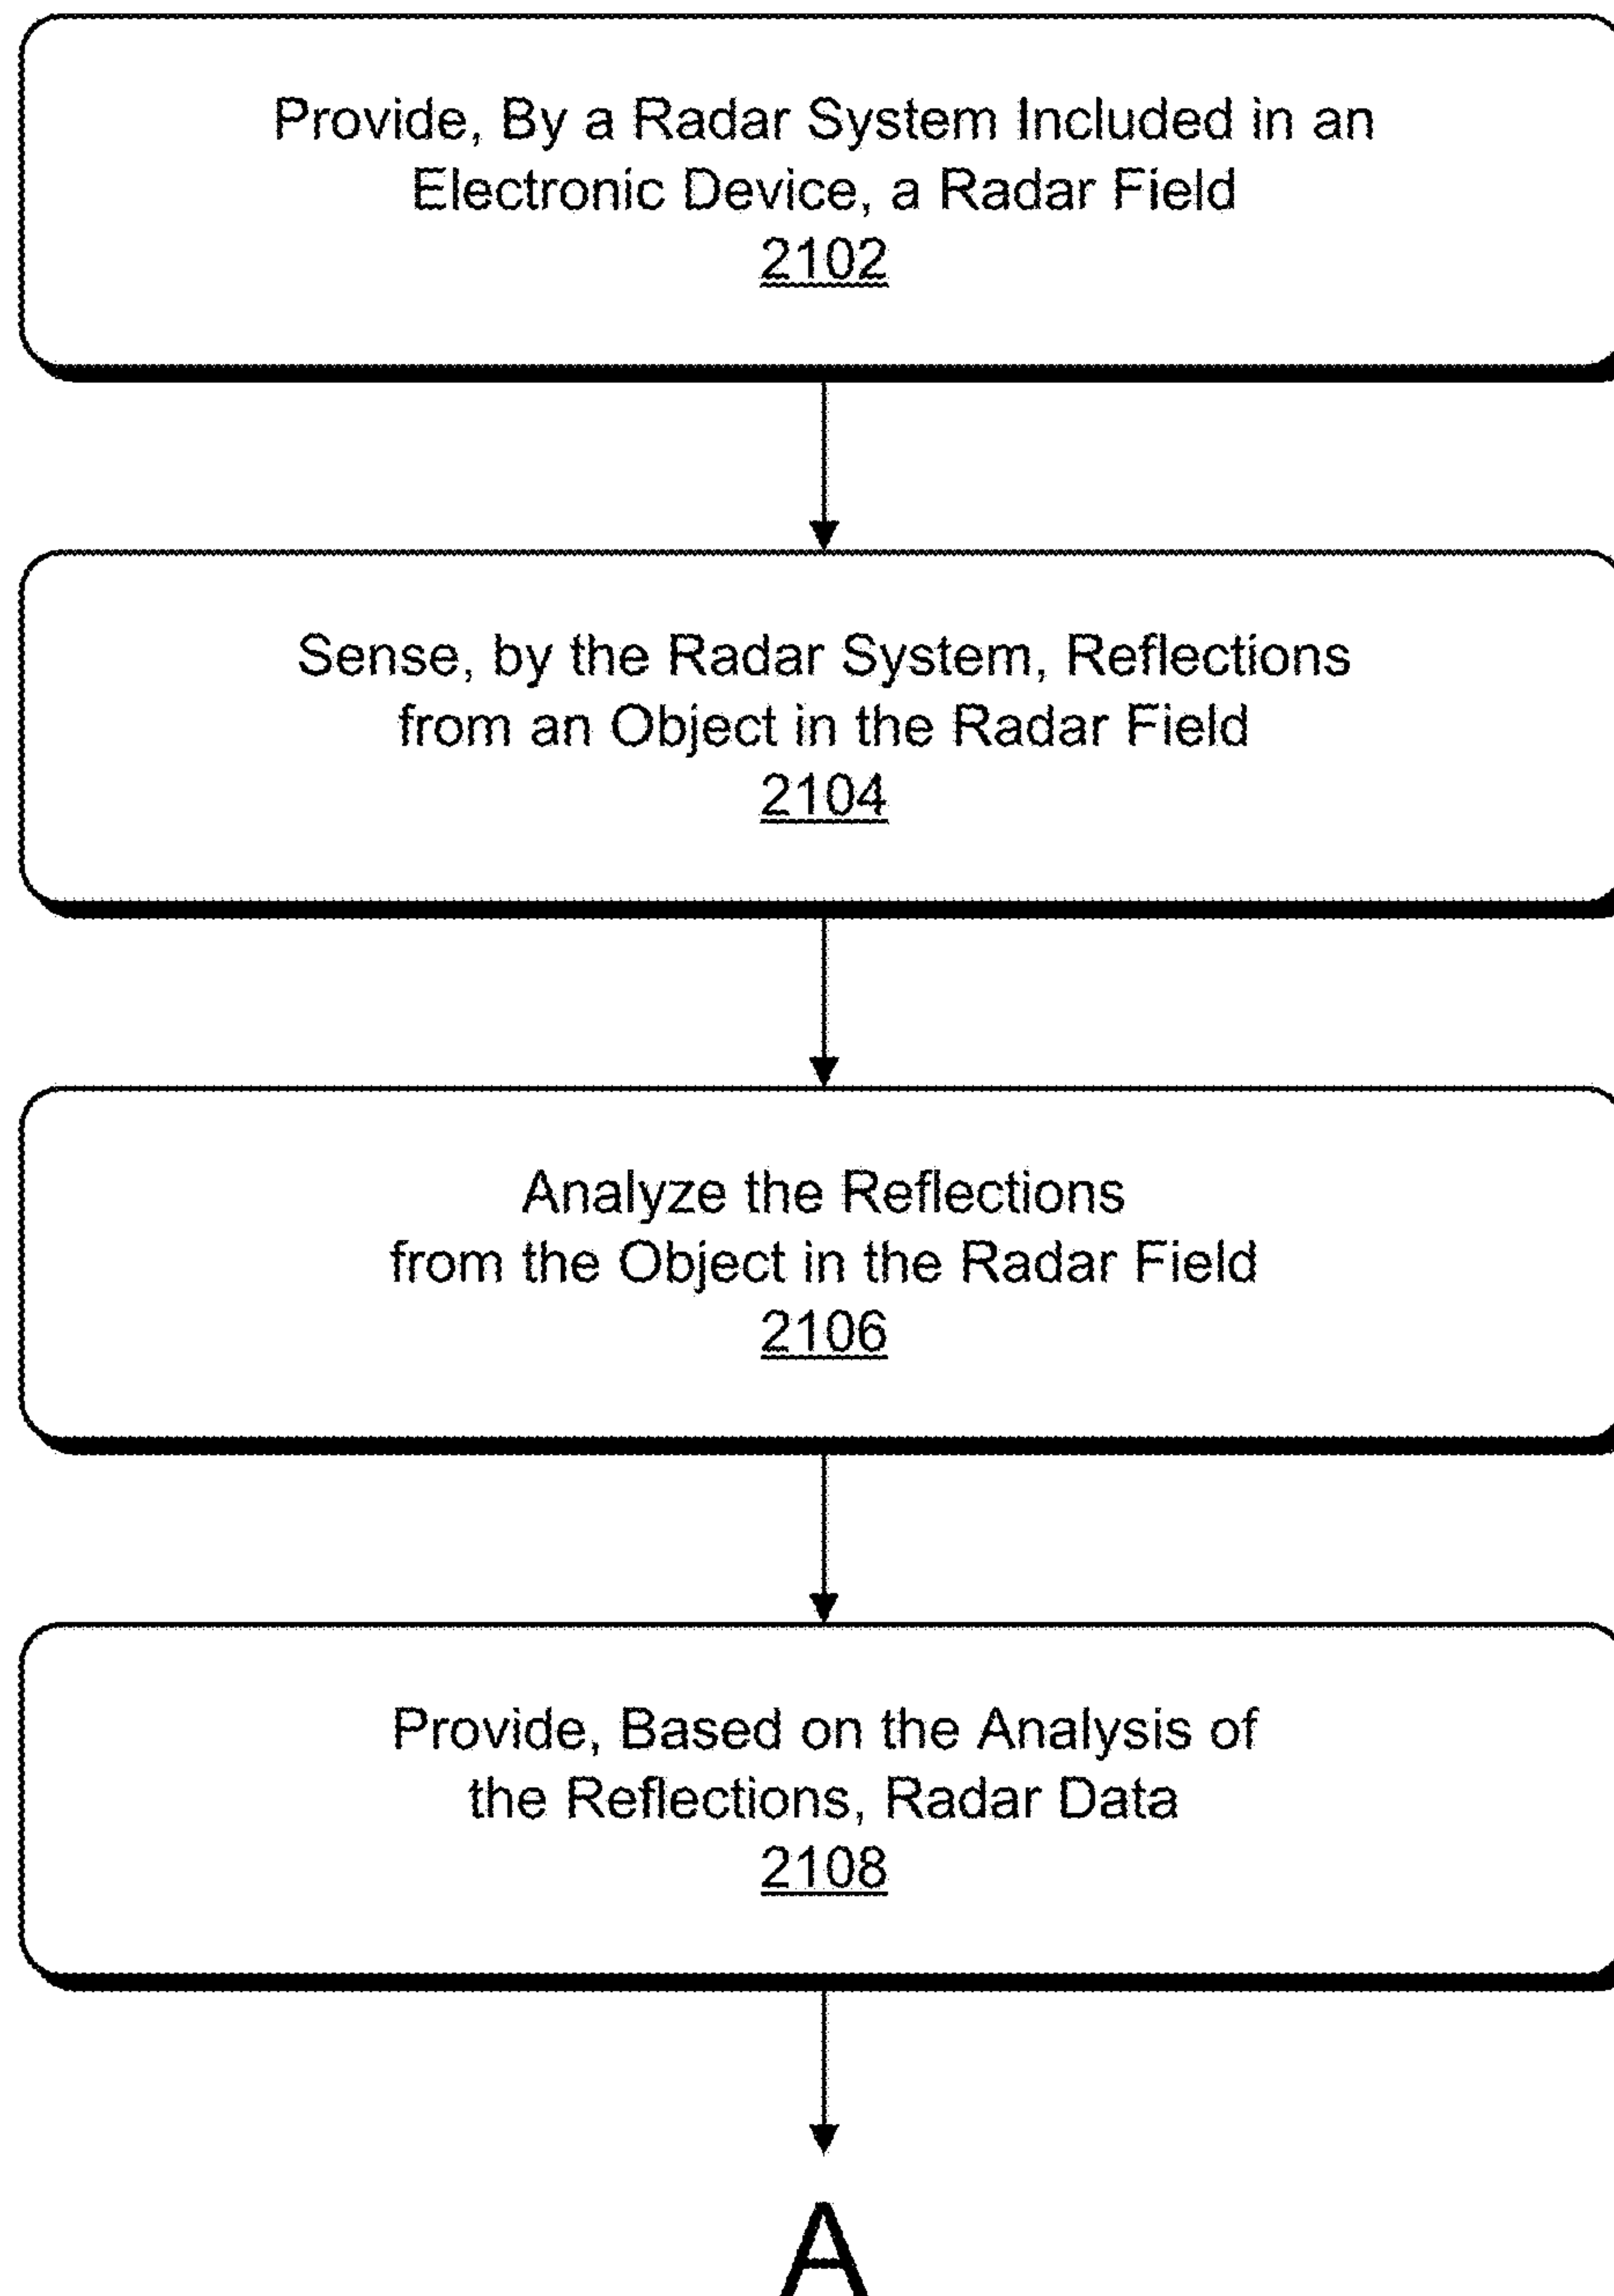 Provide, By a Radar System Included in an
Electronic Device, a Radar Field
2102
Sense, by the Radar System, Reflections
from an Object in the Radar Field
2104
Analyze the Reflections
from the Object in the Radar Field
2106
Provide, Based on the Analysis of
the Reflections, Radar Data
2108
A